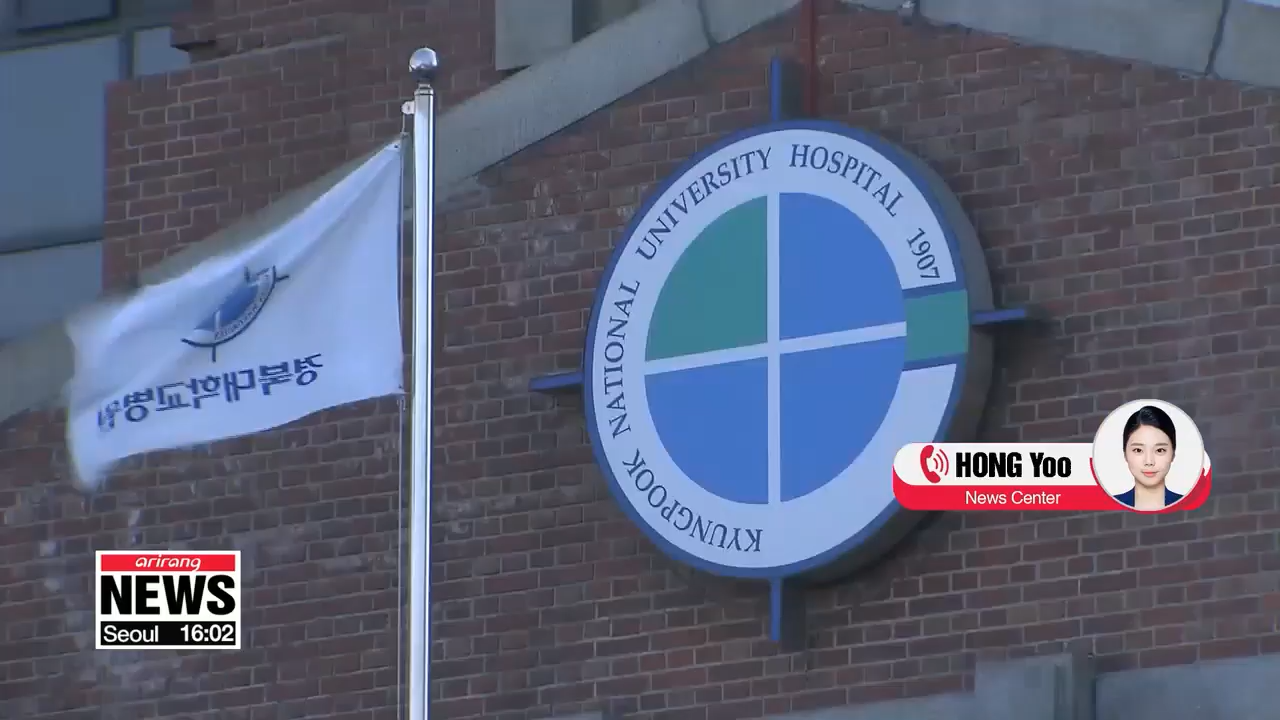 KYUNGPOOK NATIONAL UNIVERSITY HOSPITAL 1907
경북대학교병원
HONG Yoo
News Center
arirang
NEWS
Seoul 16:02